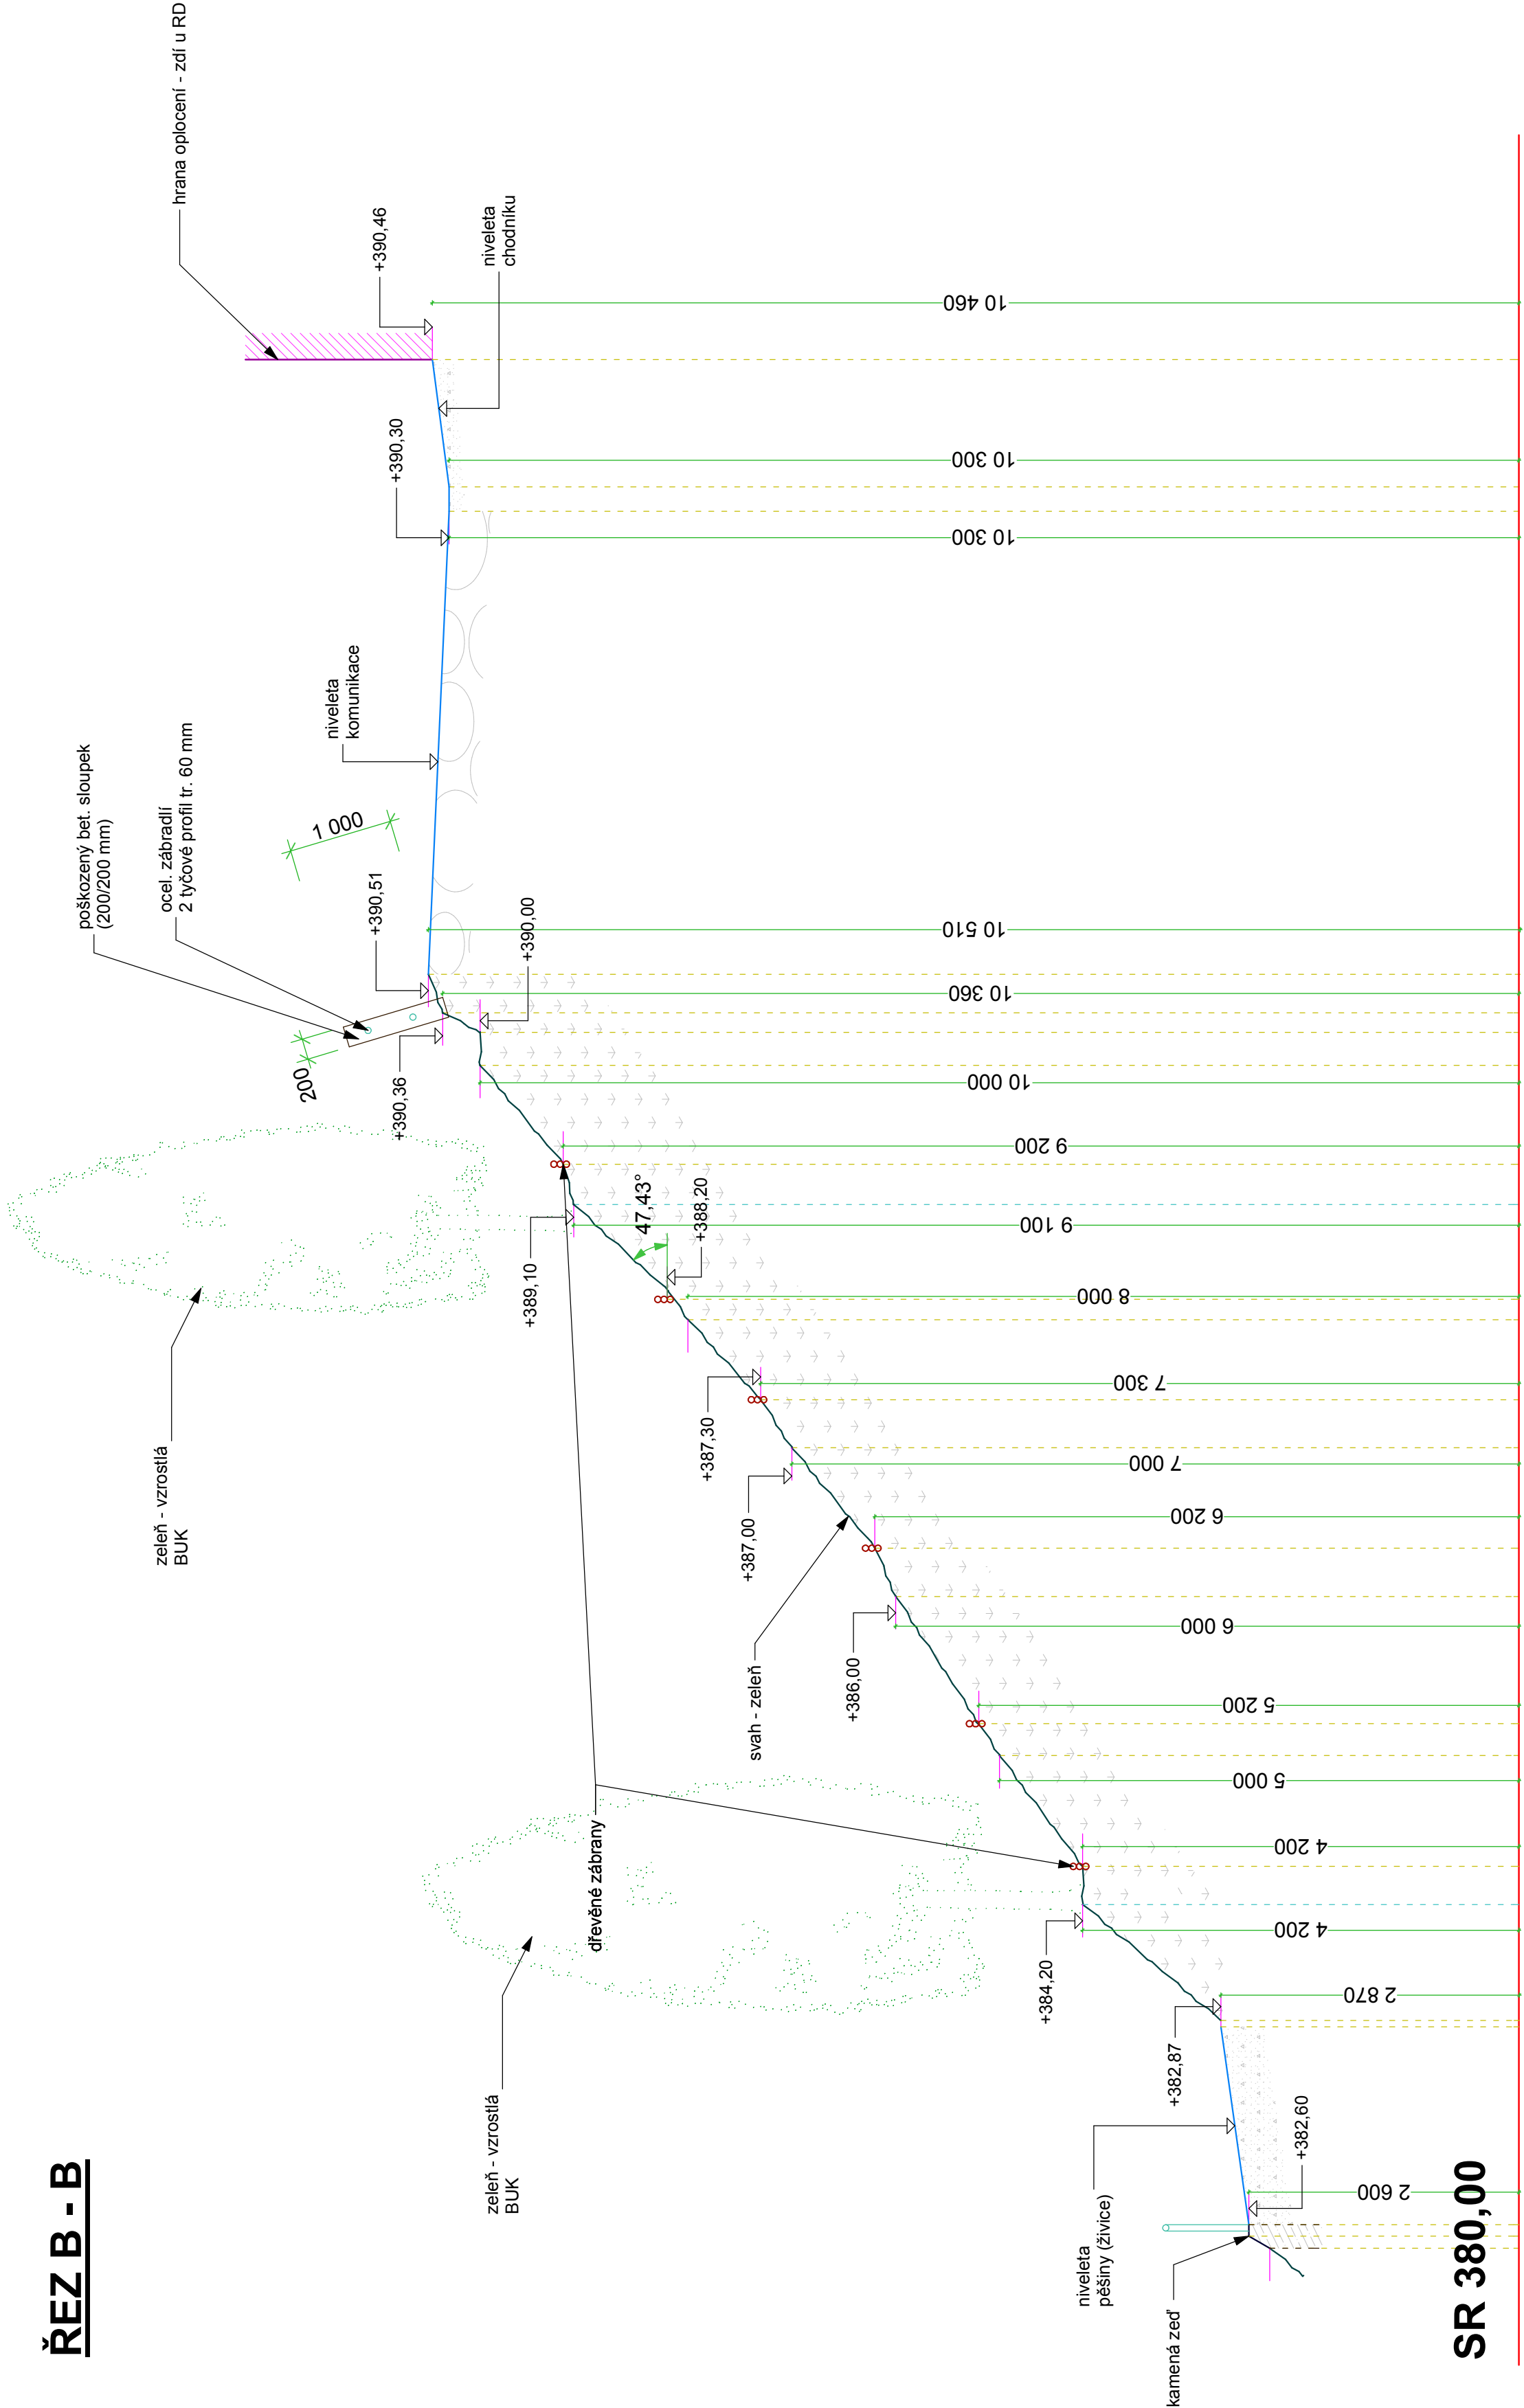 ŘEZ B - B
zeleň - vzrostlá
BUK
poškozený bet. sloupek
(200/200 mm)
ocel. zábradlí
2 tyčové profil tr. 60 mm
hrana oplocení - zdí u RD
niveleta
komunikace
niveleta
chodníku
1 000
200
+390,36
+390,51
+390,00
+390,30
+390,46
zeleň - vzrostlá
BUK
dřevěné zábrany
svah - zeleň
47,43°
+389,10
+388,20
+387,30
+387,00
+386,00
+384,20
+382,87
+382,60
niveleta
pěšiny (živice)
kamená zeď
2 600
2 870
4 200
4 200
5 000
5 200
6 000
6 200
7 000
7 300
8 000
9 100
9 200
10 000
10 360
10 510
10 300
10 300
10 460
SR 380,00